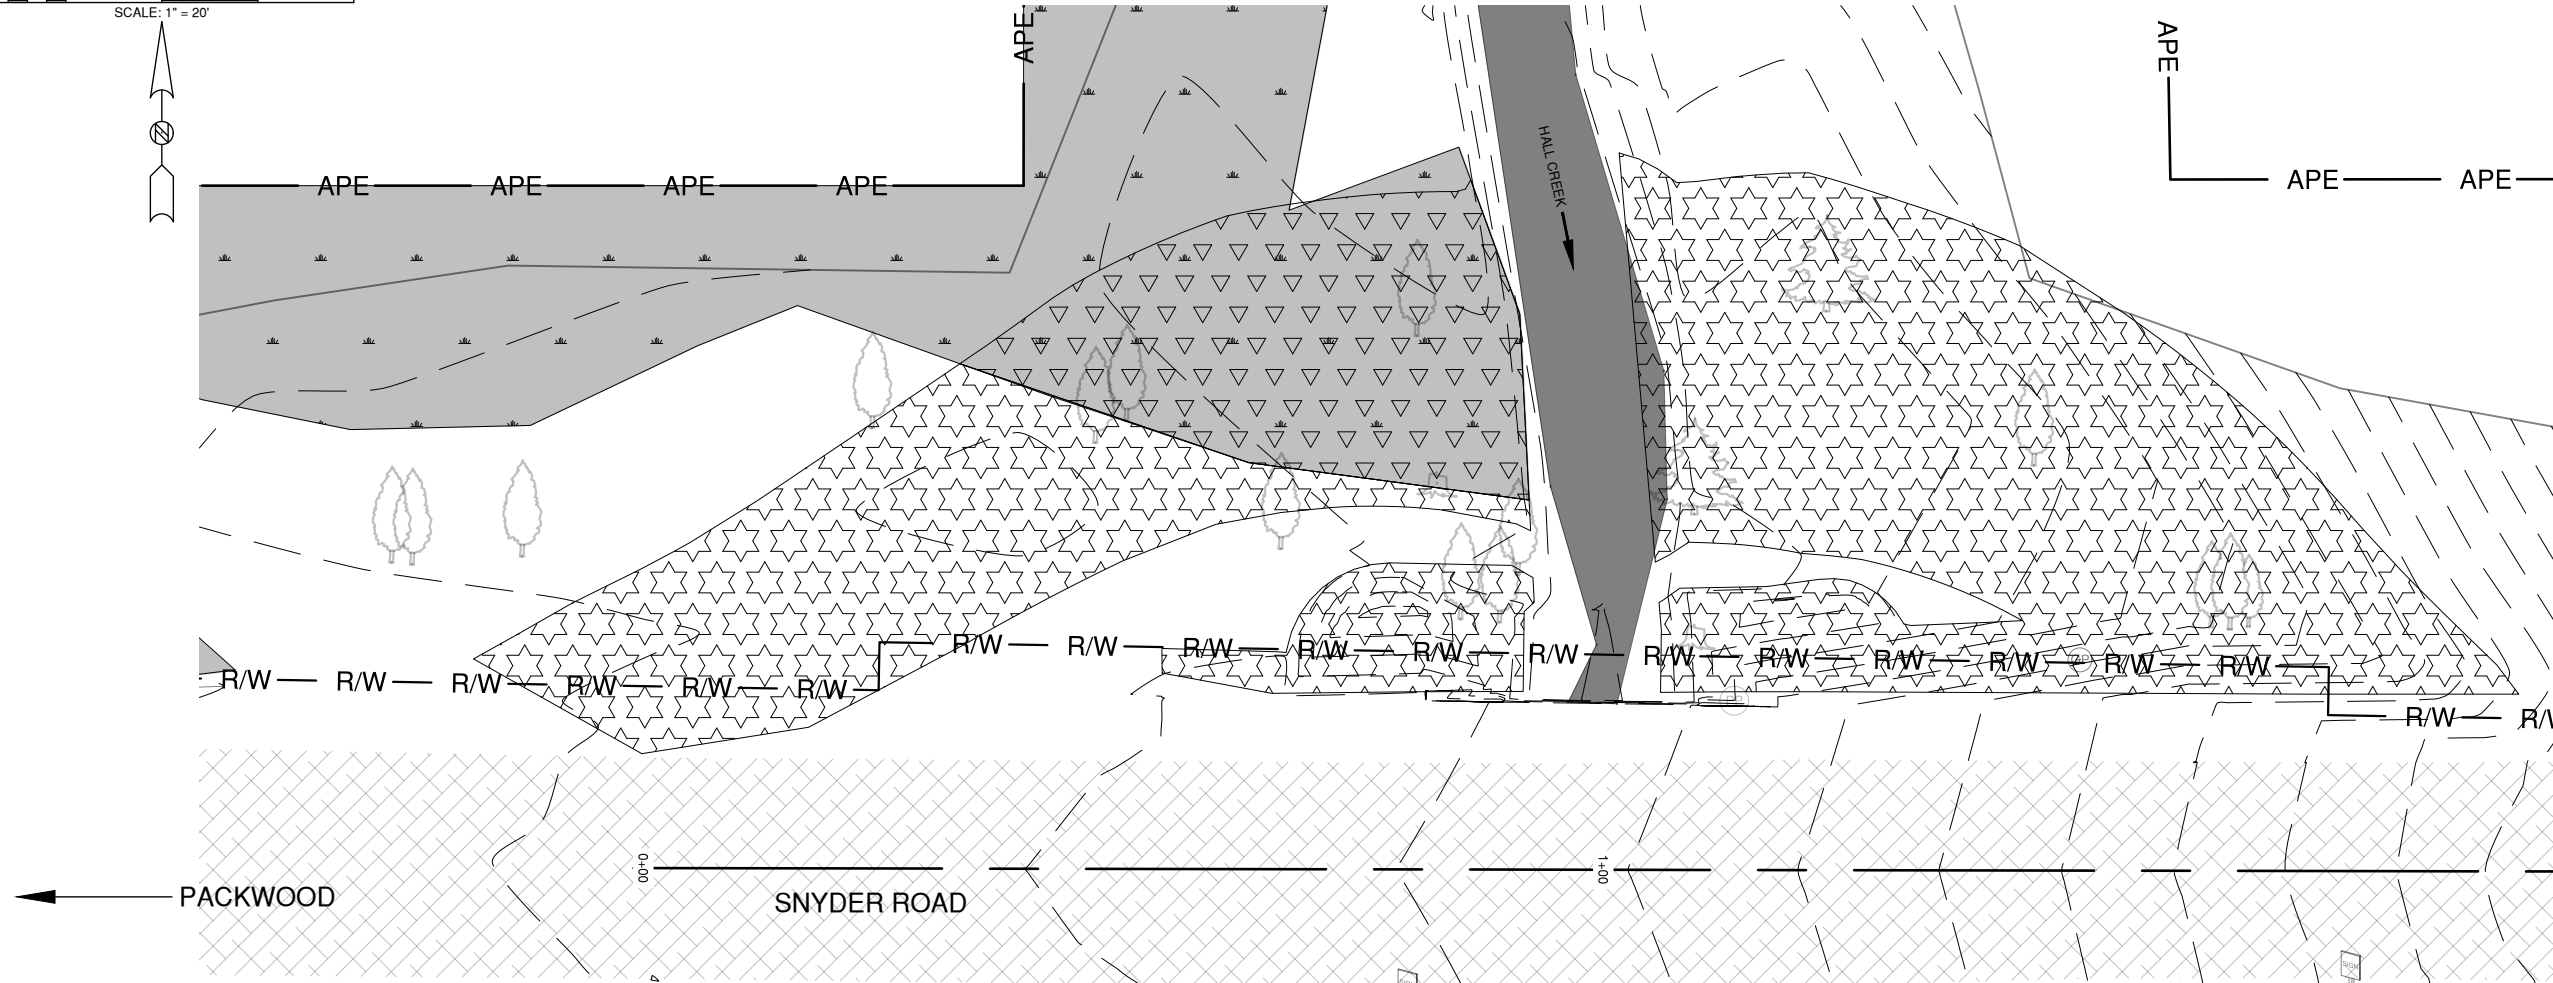 SCALE: 1" = 20'
APE
APE
APE APE APE APE
APE APE
HALL CREEK
N
R/W R/W R/W R/W R/W R/W R/W R/W R/W R/W R/W R/W R/W R/W R/W R/W R/W R/W
R/W
0+00
1+00
PACKWOOD
SNYDER ROAD
SIGN